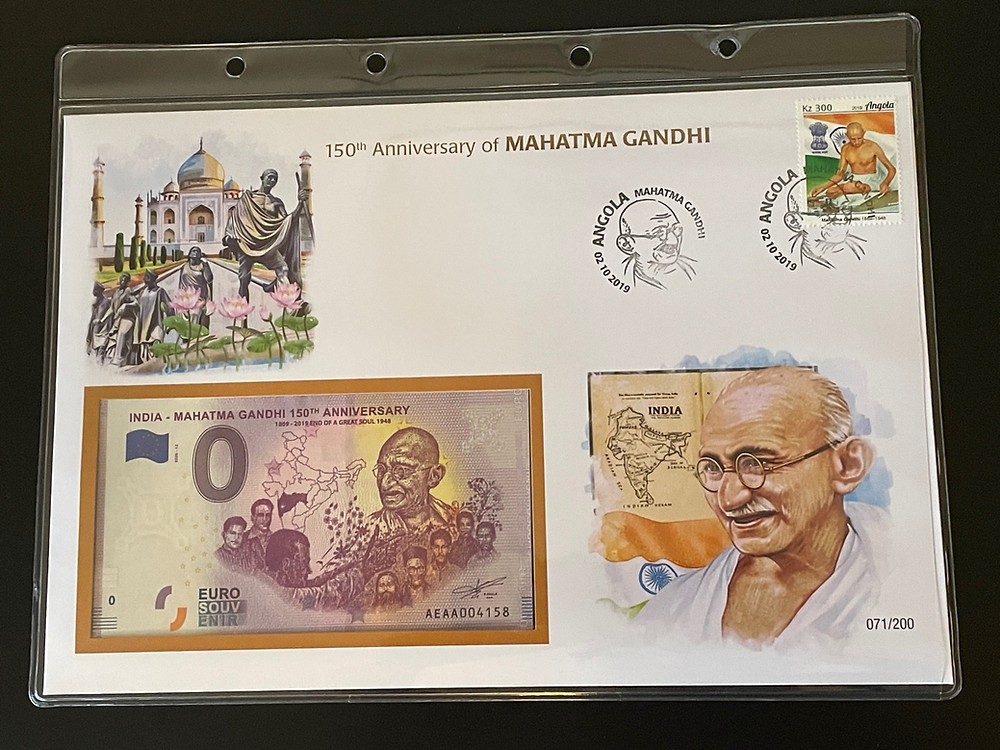 150th Anniversary of MAHATMA GANDHI
Kz 300 2019 Angola
ANGOLA MAHATMA GANDHI
02 10 2019
ANGOLA
02 10 2019
INDIA - MAHATMA GANDHI 150TH ANNIVERSARY
1869 - 2019 END OF A GREAT SOUL 1948
0
0
EURO
SOUV
ENIR
AEAA004158
INDIA
INDIAN OCEAN
071/200